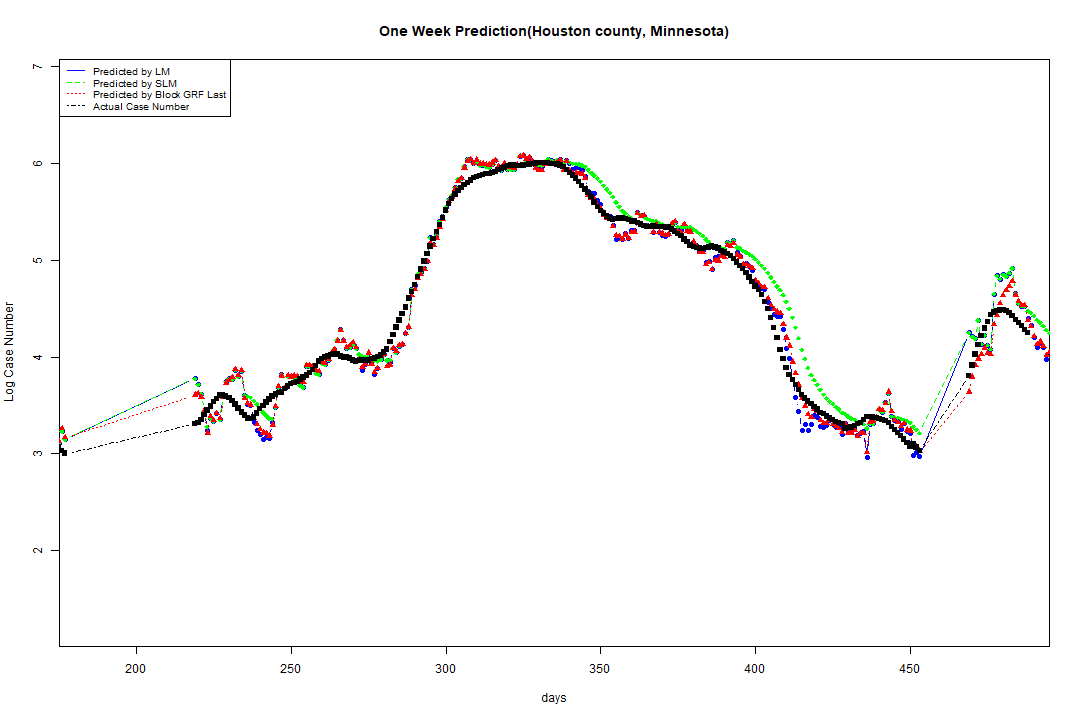 One Week Prediction(Houston county, Minnesota)
Predicted by LM
Predicted by SLM
Predicted by Block GRF Last
Actual Case Number
7
6
5
4
3
2
Log Case Number
200 250 300 350 400 450
days